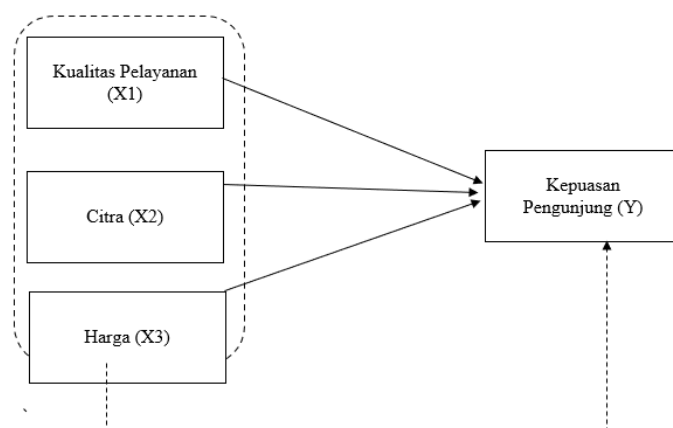 Kualitas Pelayanan
(X1)
Citra (X2)
Harga (X3)
Kepuasan
Pengunjung (Y)